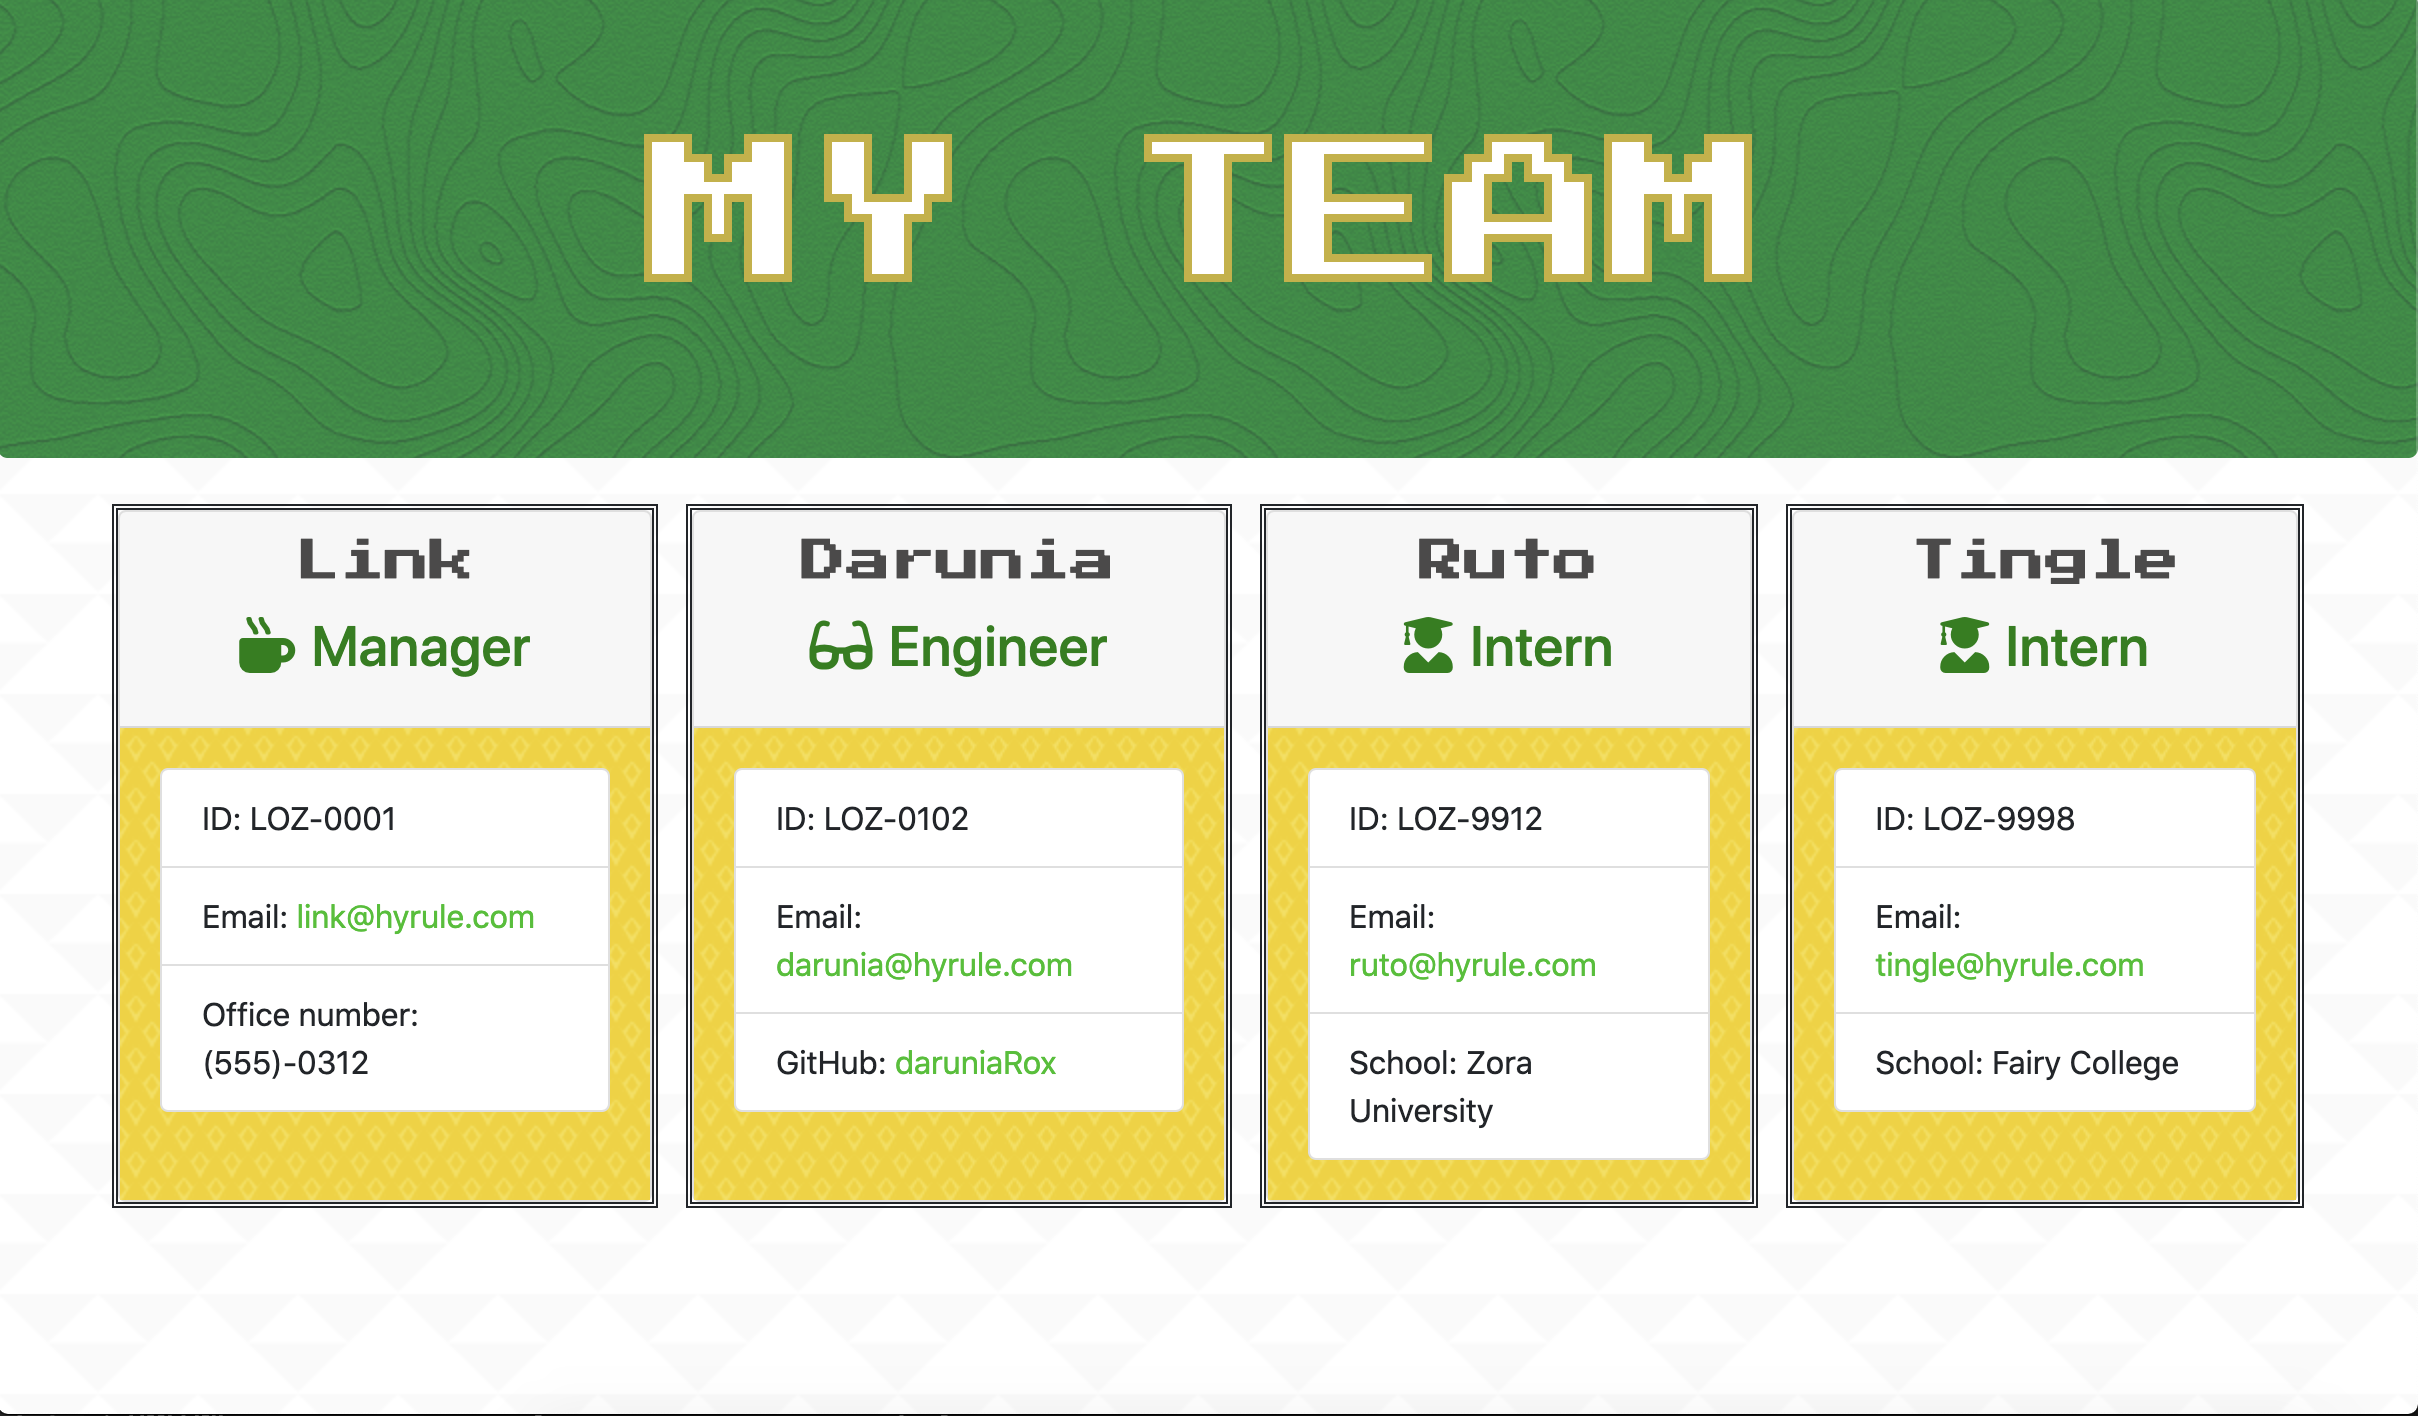 MY TEAM
Link
Manager
ID: LOZ-0001
Email: link@hyrule.com
Office number:
(555)-0312
Darunia
Engineer
ID: LOZ-0102
Email:
darunia@hyrule.com
GitHub: daruniaRox
Ruto
Intern
ID: LOZ-9912
Email:
ruto@hyrule.com
School: Zora
University
Tingle
Intern
ID: LOZ-9998
Email:
tingle@hyrule.com
School: Fairy College